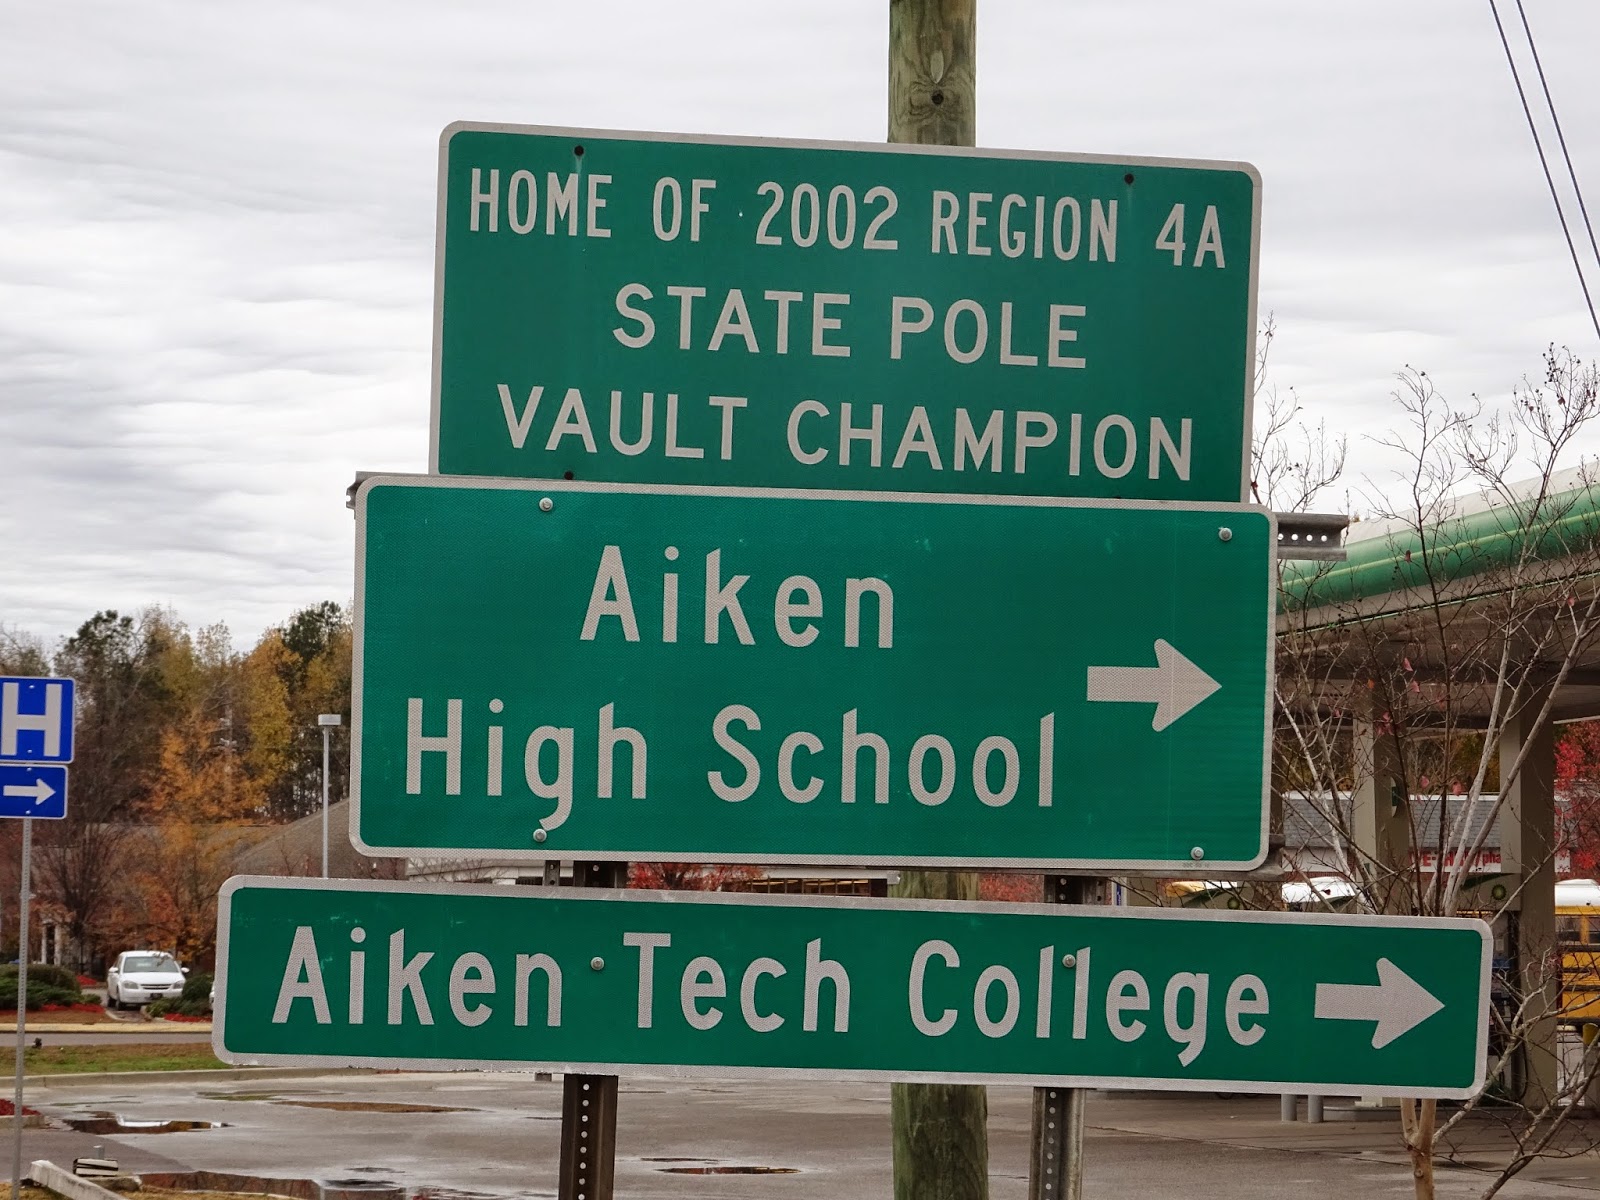 HOME OF 2002 REGION 4A
STATE POLE
VAULT CHAMPION
Aiken
High School
Aiken Tech College
H